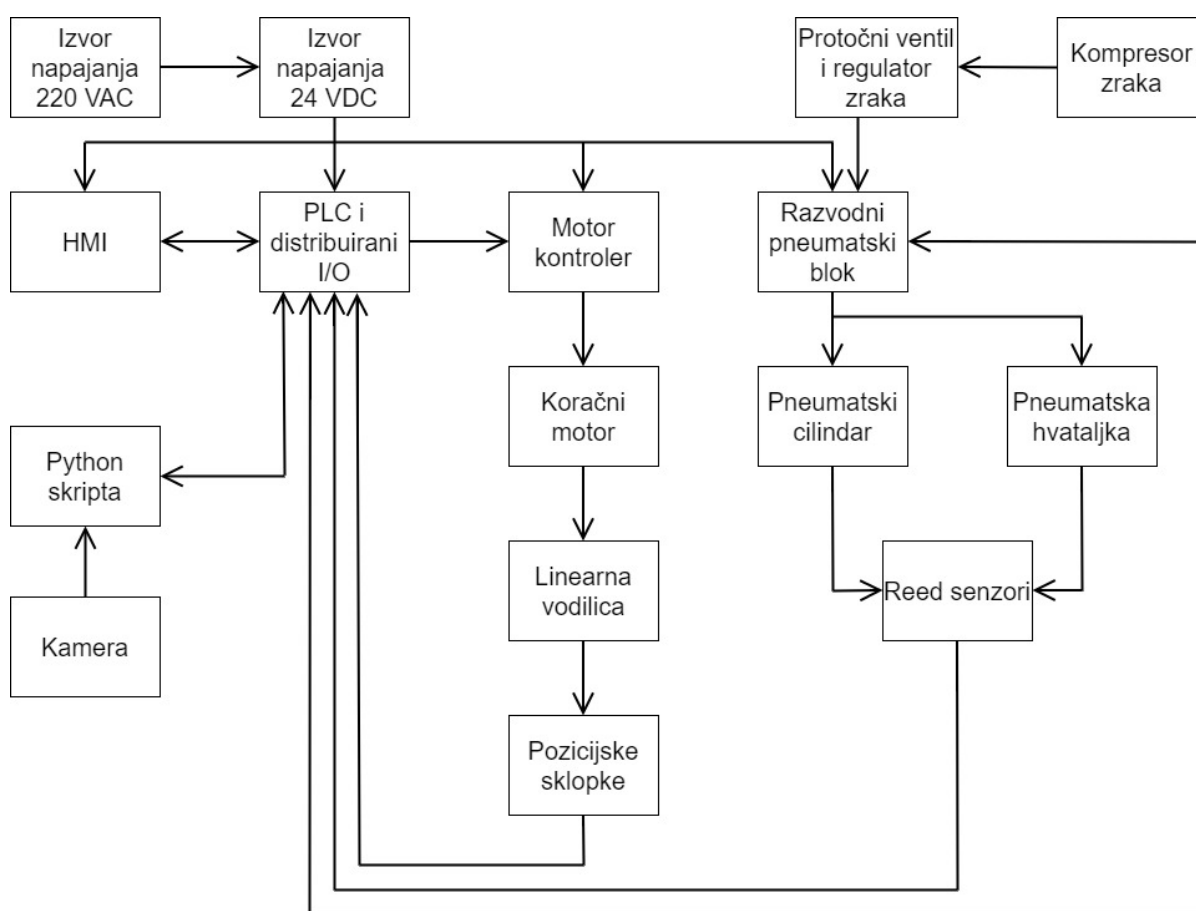 Izvor
napajanja
220 VAC
Izvor
napajanja
24 VDC
Protočni ventil
i regulator
zraka
Kompresor
zraka
HMI
PLC i
distribuirani
I/O
Motor
kontroler
Razvodni
pneumatski
blok
Koračni
motor
Pneumatski
cilindar
Pneumatska
hvataljka
Python
skripta
Linearna
vodilica
Reed senzori
Kamera
Pozicijske
sklopke